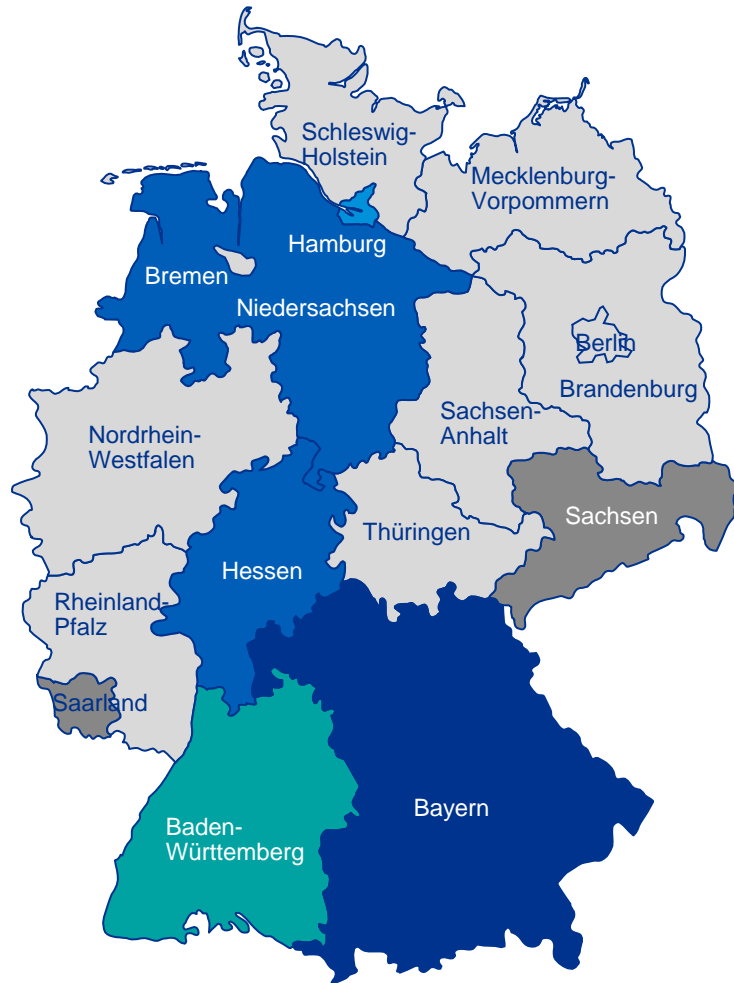 Schleswig-
Holstein
Mecklenburg-
Vorpommern
Hamburg
Bremen
Niedersachsen
Berlin
Brandenburg
Sachsen-
Anhalt
Nordrhein-
Westfalen
Sachsen
Thüringen
Hessen
Rheinland-
Pfalz
Saarland
Bayern
Baden-
Württemberg